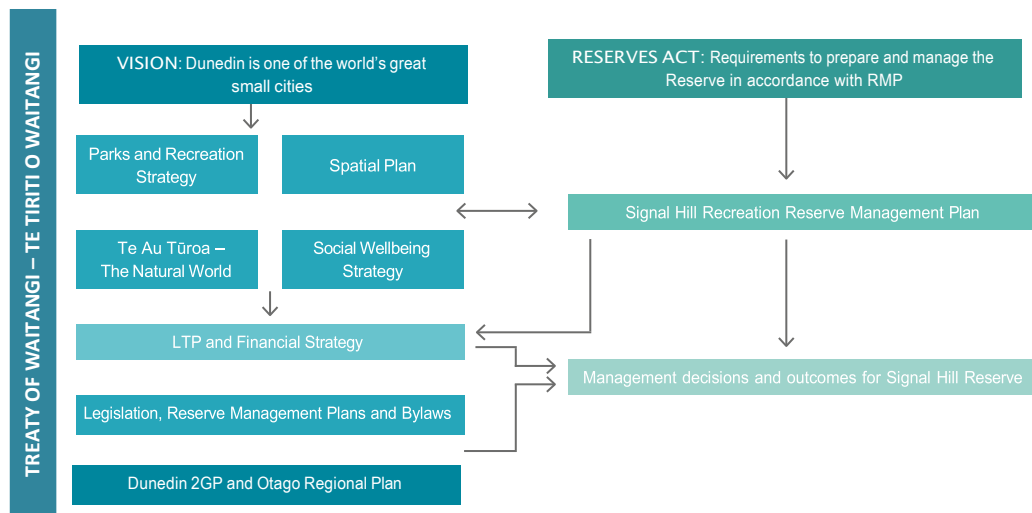 TREATY OF WAITANGI – TE TIRITI O WAITANGI
VISION: Dunedin is one of the world's great
small cities
RESERVES ACT: Requirements to prepare and manage the
Reserve in accordance with RMP
Parks and Recreation
Strategy
Spatial Plan
Signal Hill Recreation Reserve Management Plan
Te Au Tūroa –
The Natural World
Social Wellbeing
Strategy
LTP and Financial Strategy
Management decisions and outcomes for Signal Hill Reserve
Legislation, Reserve Management Plans and Bylaws
Dunedin 2GP and Otago Regional Plan